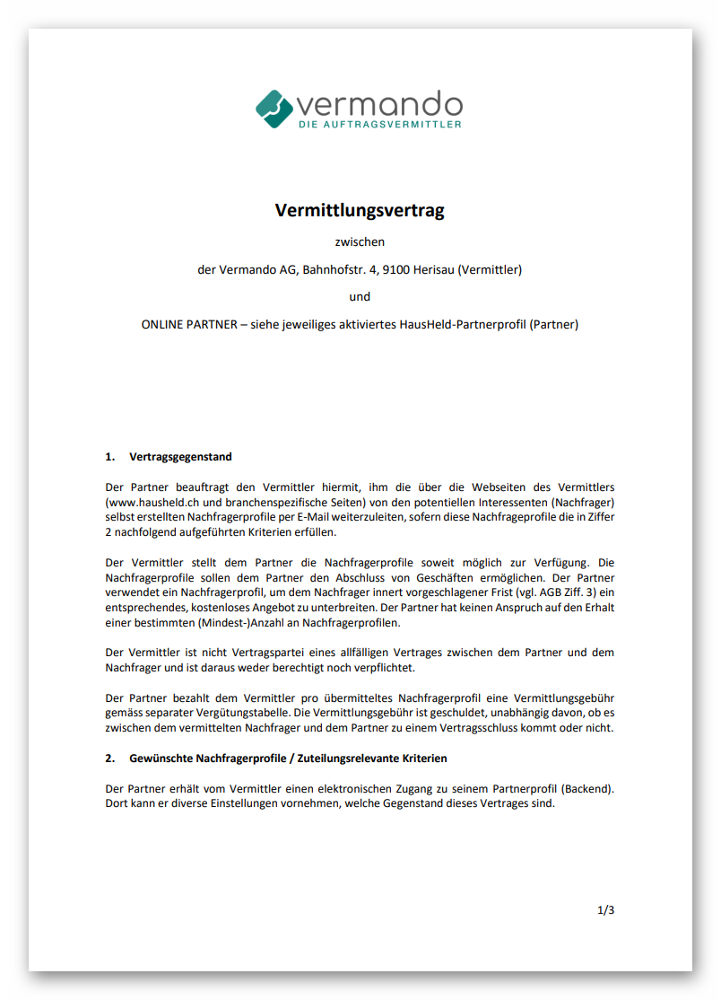 vermando
DIE AUFTRAGSVERMITTLER
Vermittlungsvertrag
zwischen
der Vermando AG, Bahnhofstr. 4, 9100 Herisau (Vermittler)
und
ONLINE PARTNER – siehe jeweiliges aktiviertes HausHeld-Partnerprofil (Partner)
1. Vertragsgegenstand
Der Partner beauftragt den Vermittler hiermit, ihm die über die Webseiten des Vermittlers
(www.hausheld.ch und branchenspezifische Seiten) von den potentiellen Interessenten (Nachfrager)
selbst erstellten Nachfragerprofile per E-Mail weiterzuleiten, sofern diese Nachfrageprofile die in Ziffer
2 nachfolgend aufgeführten Kriterien erfüllen.
Der Vermittler stellt dem Partner die Nachfragerprofile soweit möglich zur Verfügung. Die
Nachfragerprofile sollen dem Partner den Abschluss von Geschäften ermöglichen. Der Partner
verwendet ein Nachfragerprofil, um dem Nachfrager innert vorgeschlagener Frist (vgl. AGB Ziff. 3) ein
entsprechendes, kostenloses Angebot zu unterbreiten. Der Partner hat keinen Anspruch auf den Erhalt
einer bestimmten (Mindest-)Anzahl an Nachfragerprofilen.
Der Vermittler ist nicht Vertragspartei eines allfälligen Vertrages zwischen dem Partner und dem
Nachfrager und ist daraus weder berechtigt noch verpflichtet.
Der Partner bezahlt dem Vermittler pro übermitteltes Nachfragerprofil eine Vermittlungsgebühr
gemäss separater Vergütungstabelle. Die Vermittlungsgebühr ist geschuldet, unabhängig davon, ob es
zwischen dem vermittelten Nachfrager und dem Partner zu einem Vertragsschluss kommt oder nicht.
2. Gewünschte Nachfragerprofile / Zuteilungsrelevante Kriterien
Der Partner erhält vom Vermittler einen elektronischen Zugang zu seinem Partnerprofil (Backend).
Dort kann er diverse Einstellungen vornehmen, welche Gegenstand dieses Vertrages sind.
1/3